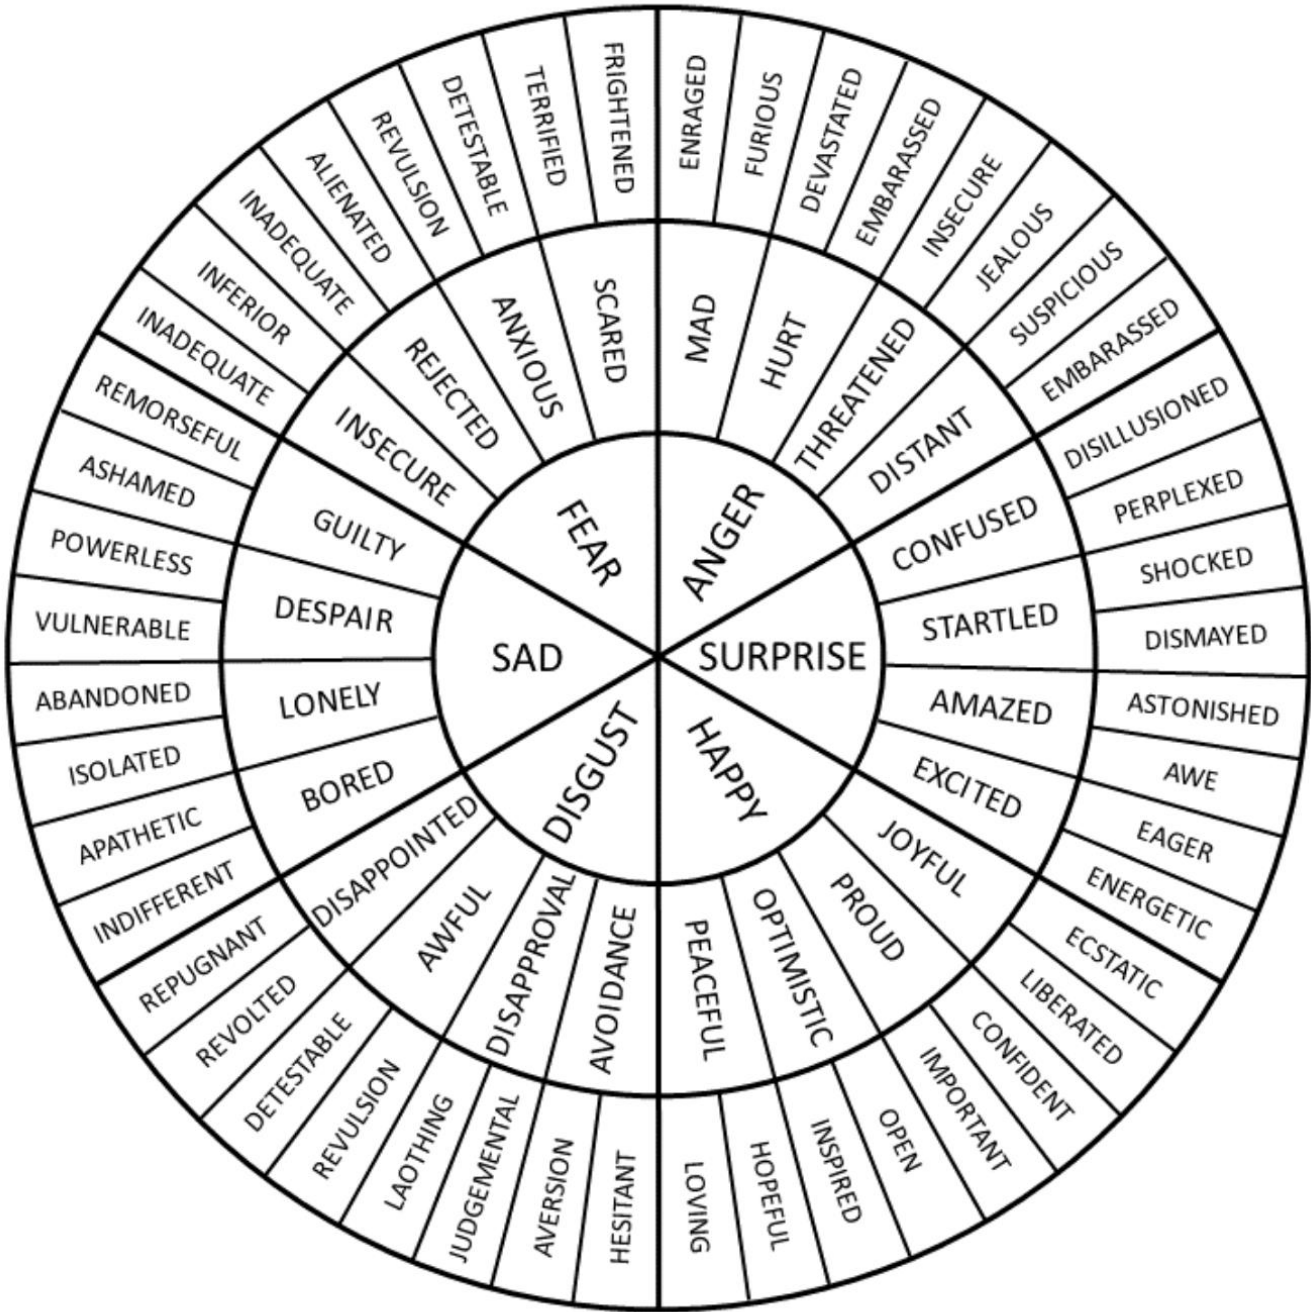 ANGER
SURPRISE
HAPPY
DISGUST
SAD
FEAR
MAD
HURT
THREATENED
DISTANT
CONFUSED
STARTLED
AMAZED
EXCITED
JOYFUL
PROUD
OPTIMISTIC
PEACEFUL
AVOIDANCE
DISAPPROVAL
AWFUL
DISAPPOINTED
BORED
LONELY
DESPAIR
GUILTY
INSECURE
REJECTED
ANXIOUS
SCARED
ENRAGED
FURIOUS
DEVASTATED
EMBARASSED
INSECURE
JEALOUS
SUSPICIOUS
EMBARASSED
DISILLUSIONED
PERPLEXED
SHOCKED
DISMAYED
ASTONISHED
AWE
EAGER
ENERGETIC
ECSTATIC
LIBERATED
CONFIDENT
IMPORTANT
OPEN
INSPIRED
HOPEFUL
LOVING
HESITANT
AVERSION
JUDGEMENTAL
LAOTHING
REVULSION
DETESTABLE
REVOLTED
REPUGNANT
INDIFFERENT
APATHETIC
ISOLATED
ABANDONED
VULNERABLE
POWERLESS
ASHAMED
REMORSEFUL
INADEQUATE
INFERIOR
INADEQUATE
ALIENATED
REVULSION
DETESTABLE
TERRIFIED
FRIGHTENED